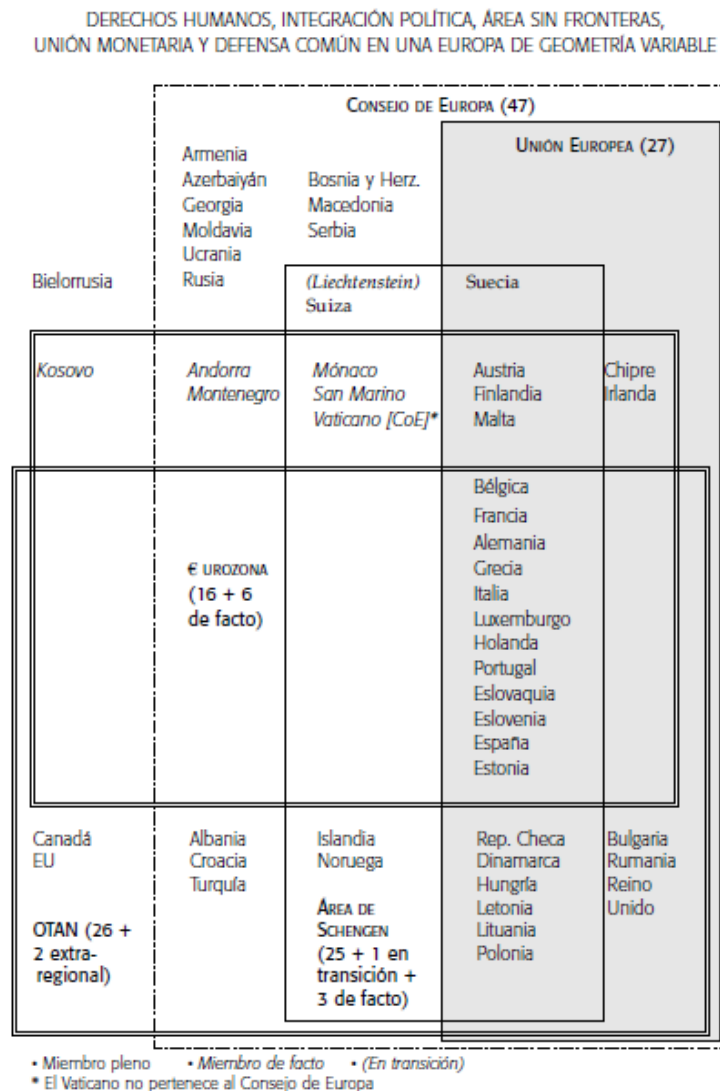 DERECHOS HUMANOS, INTEGRACIÓN POLÍTICA, ÁREA SIN FRONTERAS,
UNIÓN MONETARIA Y DEFENSA COMÚN EN UNA EUROPA DE GEOMETRÍA VARIABLE
CONSEJO DE EUROPA (47)
UNIÓN EUROPEA (27)
Armenia
Azerbaiyán
Georgia
Moldavia
Ucrania
Rusia
Bosnia y Herz.
Macedonia
Serbia
Bielorrusia
(Liechtenstein)
Suiza
Suecia
Kosovo
Andorra
Montenegro
Mónaco
San Marino
Vaticano [CoE]*
Austria
Finlandia
Malta
Chipre
Irlanda
€ UROZONA
(16 + 6
de facto)
Bélgica
Francia
Alemania
Grecia
Italia
Luxemburgo
Holanda
Portugal
Eslovaquia
Eslovenia
España
Estonia
Canadá
EU
OTAN (26 +
2 extra-
regional)
Albania
Croacia
Turquía
Islandia
Noruega
ÁREA DE
SCHENGEN
(25 + 1 en
transición +
3 de facto)
Rep. Checa
Dinamarca
Hungría
Letonia
Lituania
Polonia
Bulgaria
Rumania
Reino
Unido
• Miembro pleno • Miembro de facto • (En transición)
* El Vaticano no pertenece al Consejo de Europa